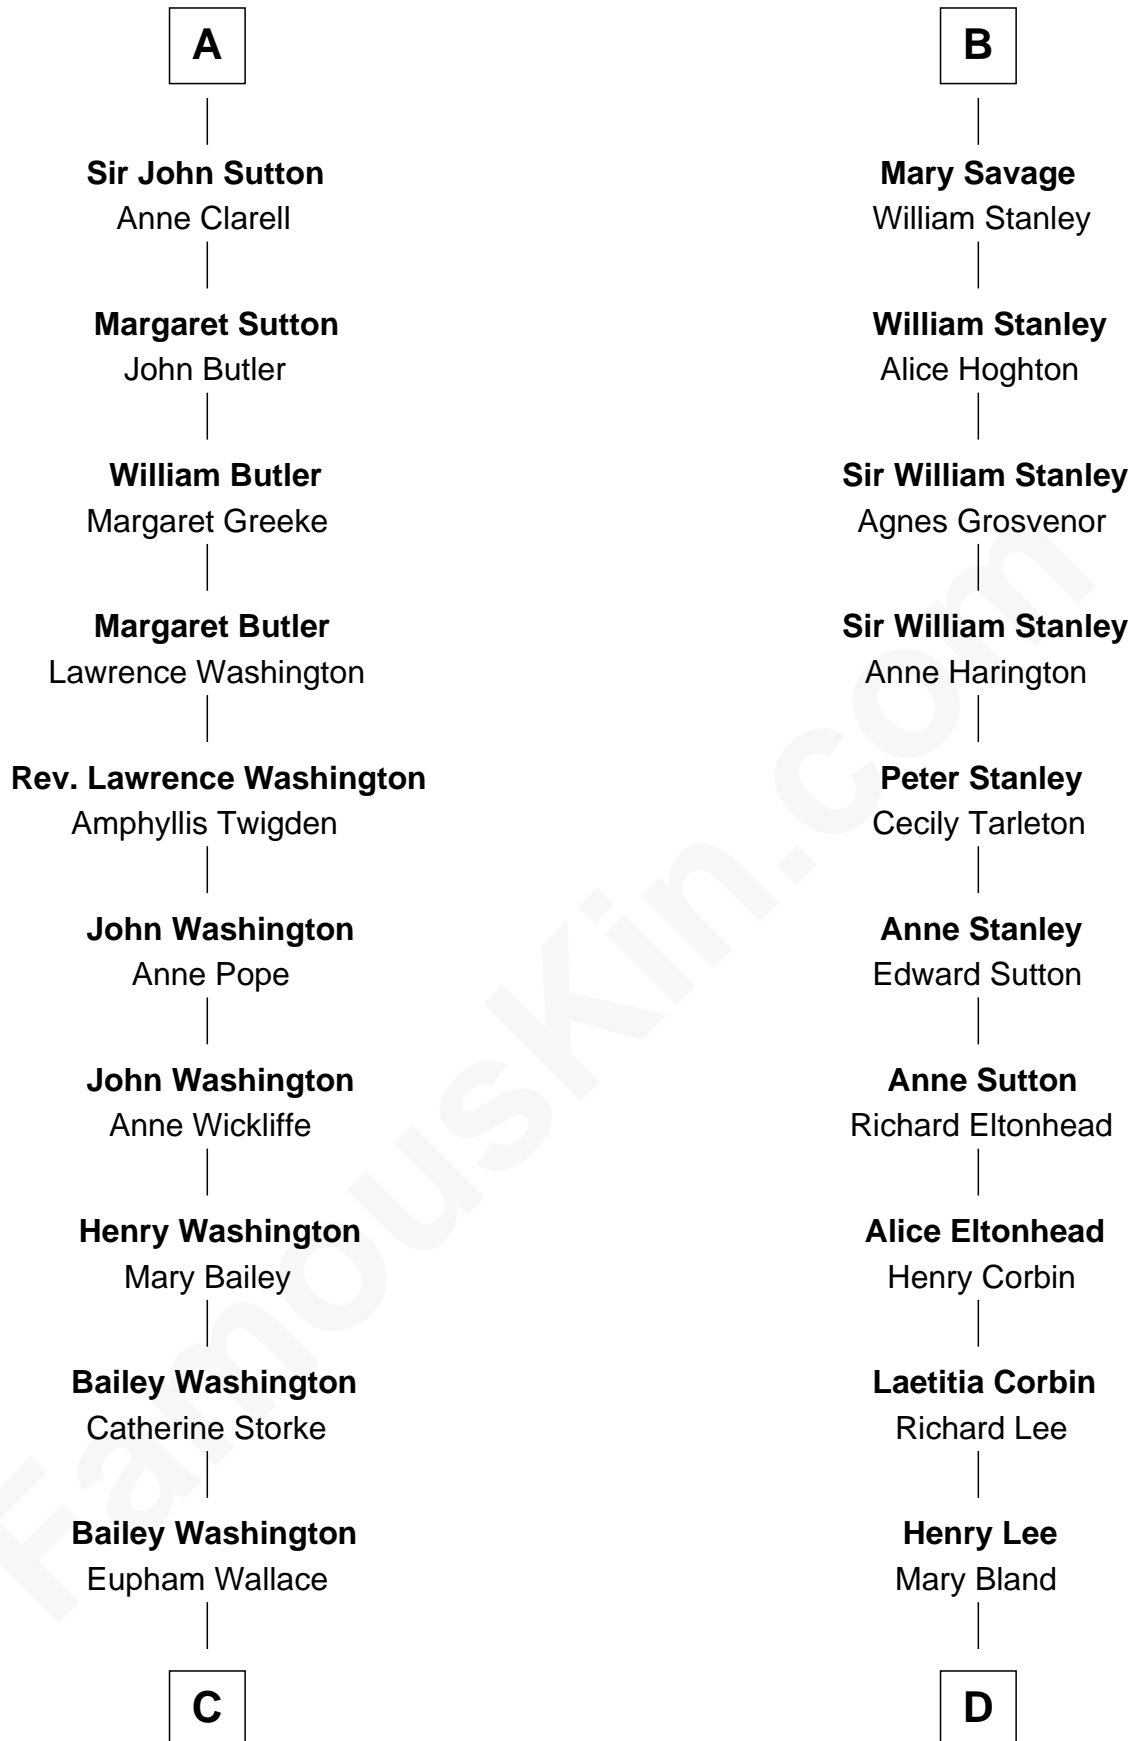 A
Sir John Sutton
Anne Clarell
Margaret Sutton
John Butler
William Butler
Margaret Greeke
Margaret Butler
Lawrence Washington
Rev. Lawrence Washington
Amphyllis Twigden
John Washington
Anne Pope
John Washington
Anne Wickliffe
Henry Washington
Mary Bailey
Bailey Washington
Catherine Storke
Bailey Washington
Eupham Wallace
C
B
Mary Savage
William Stanley
William Stanley
Alice Hoghton
Sir William Stanley
Agnes Grosvenor
Sir William Stanley
Anne Harington
Peter Stanley
Cecily Tarleton
Anne Stanley
Edward Sutton
Anne Sutton
Richard Eltonhead
Alice Eltonhead
Henry Corbin
Laetitia Corbin
Richard Lee
Henry Lee
Mary Bland
D
FamousKin.com